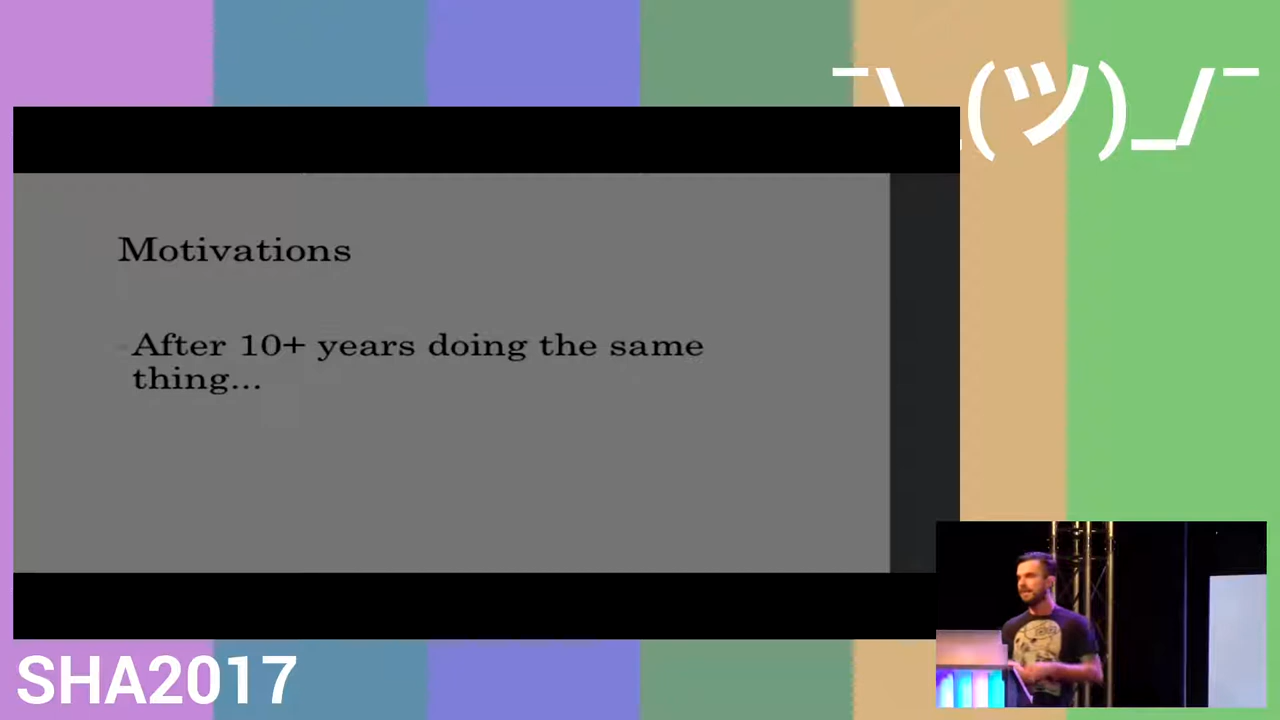 ¯\_(ツ)_/¯
Motivations
After 10+ years doing the same
thing...
SHA2017